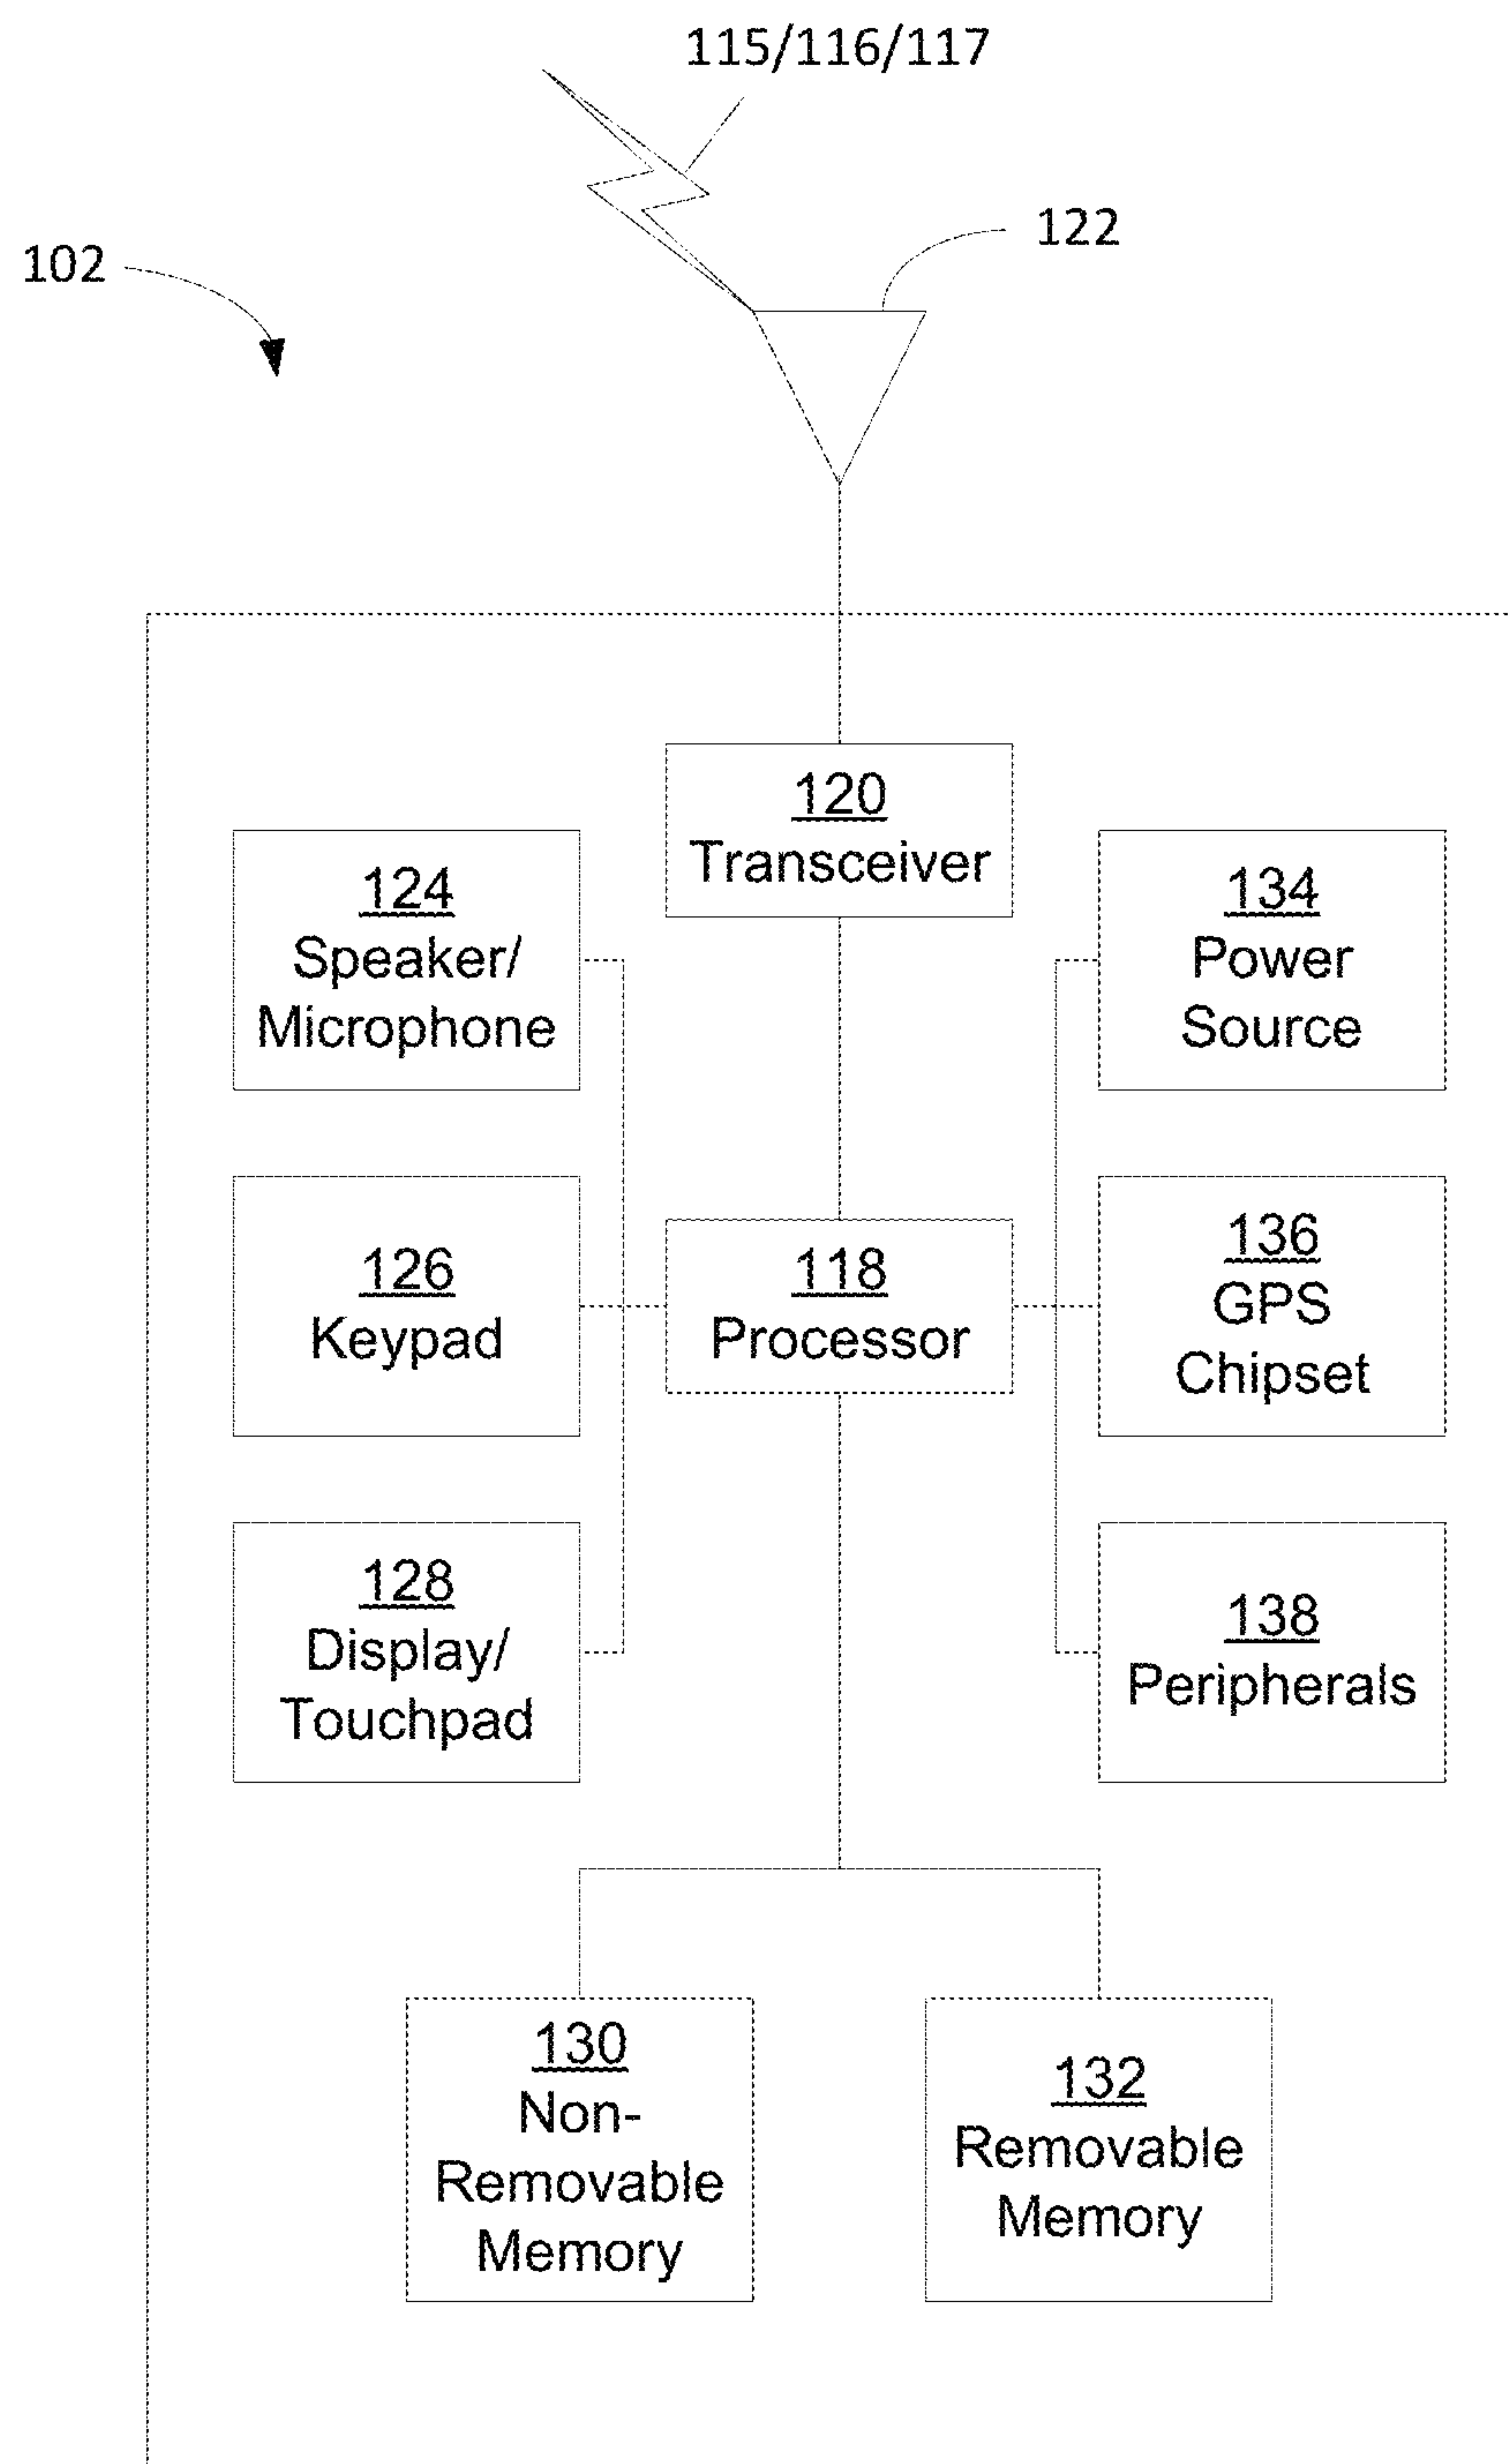 115/116/117
122
102
120
Transceiver
124
Speaker/
Microphone
134
Power
Source
126
Keypad
118
Processor
136
GPS
Chipset
128
Display/
Touchpad
138
Peripherals
130
Non-
Removable
Memory
132
Removable
Memory